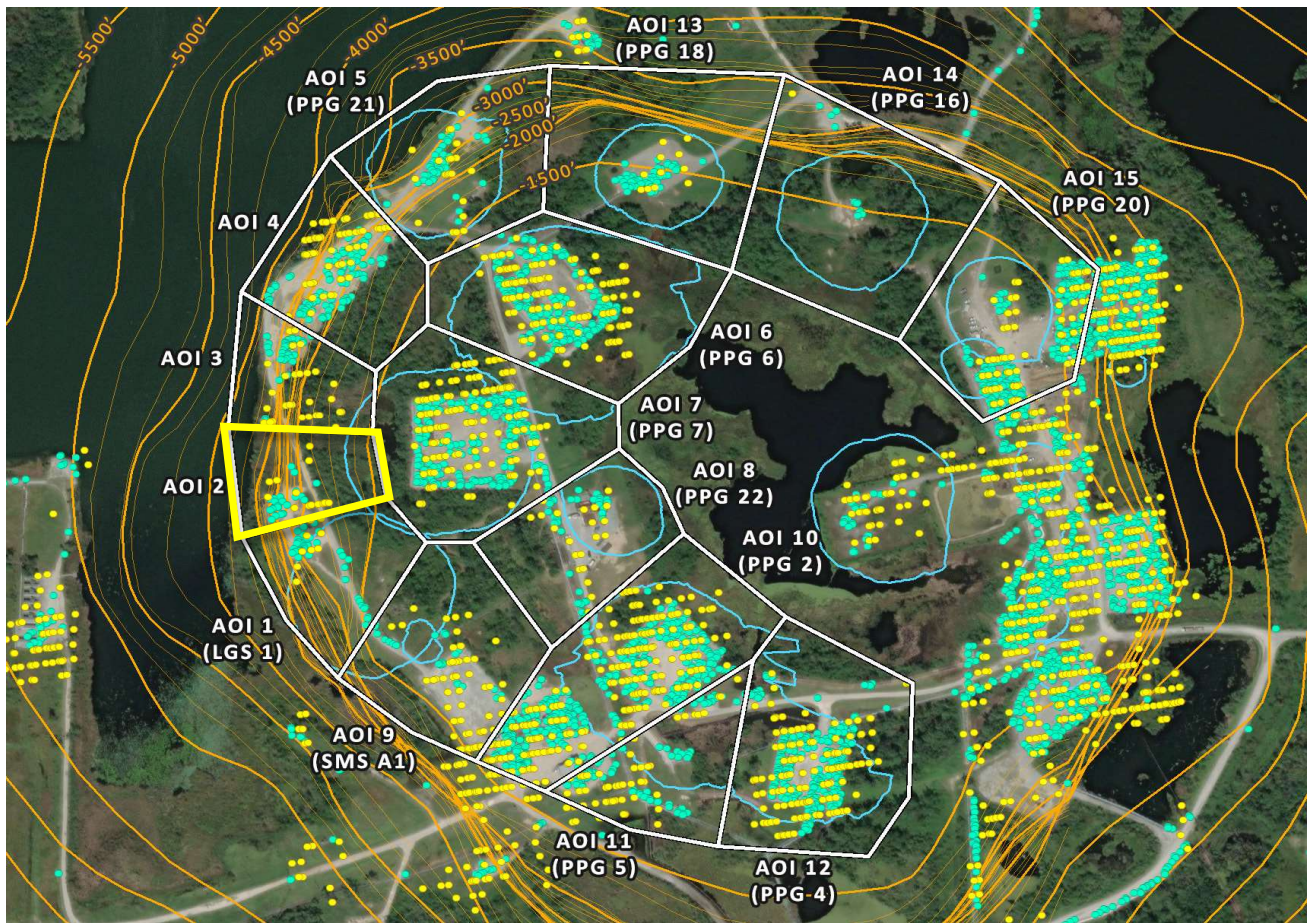 -5500'
-5000'
-4500'
-4000'
-3500'
-3000'
-2500'
-2000'
-1500'
AOI 13
(PPG 18)
AOI 14
(PPG 16)
AOI 5
(PPG 21)
AOI 15
(PPG 20)
AOI 4
AOI 3
AOI 6
(PPG 6)
AOI 7
(PPG 7)
AOI 2
AOI 8
(PPG 22)
AOI 10
(PPG 2)
AOI 1
(LGS 1)
AOI 9
(SMS A1)
AOI 11
(PPG 5)
AOI 12
(PPG 4)